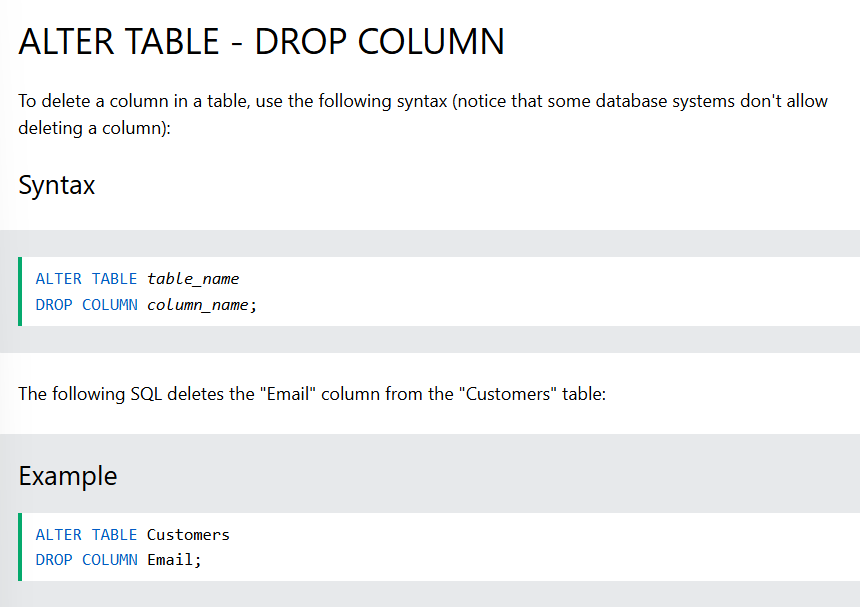 ALTER TABLE - DROP COLUMN
To delete a column in a table, use the following syntax (notice that some database systems don't allow
deleting a column):
Syntax
ALTER TABLE table_name
DROP COLUMN column_name;
The following SQL deletes the "Email" column from the "Customers" table:
Example
ALTER TABLE Customers
DROP COLUMN Email;